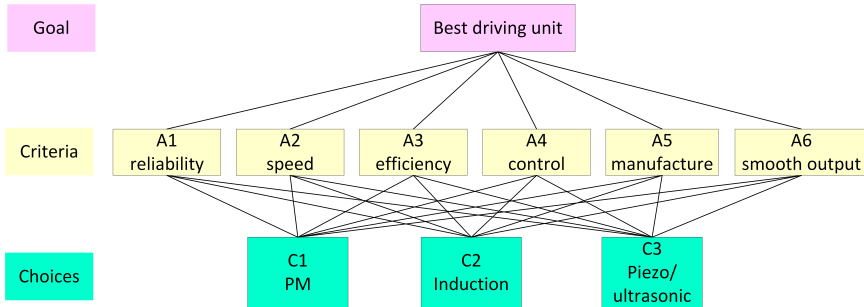 Goal
Best driving unit
Criteria
A1
reliability
A2
speed
A3
efficiency
A4
control
A5
manufacture
A6
smooth output
Choices
C1
PM
C2
Induction
C3
Piezo/
ultrasonic